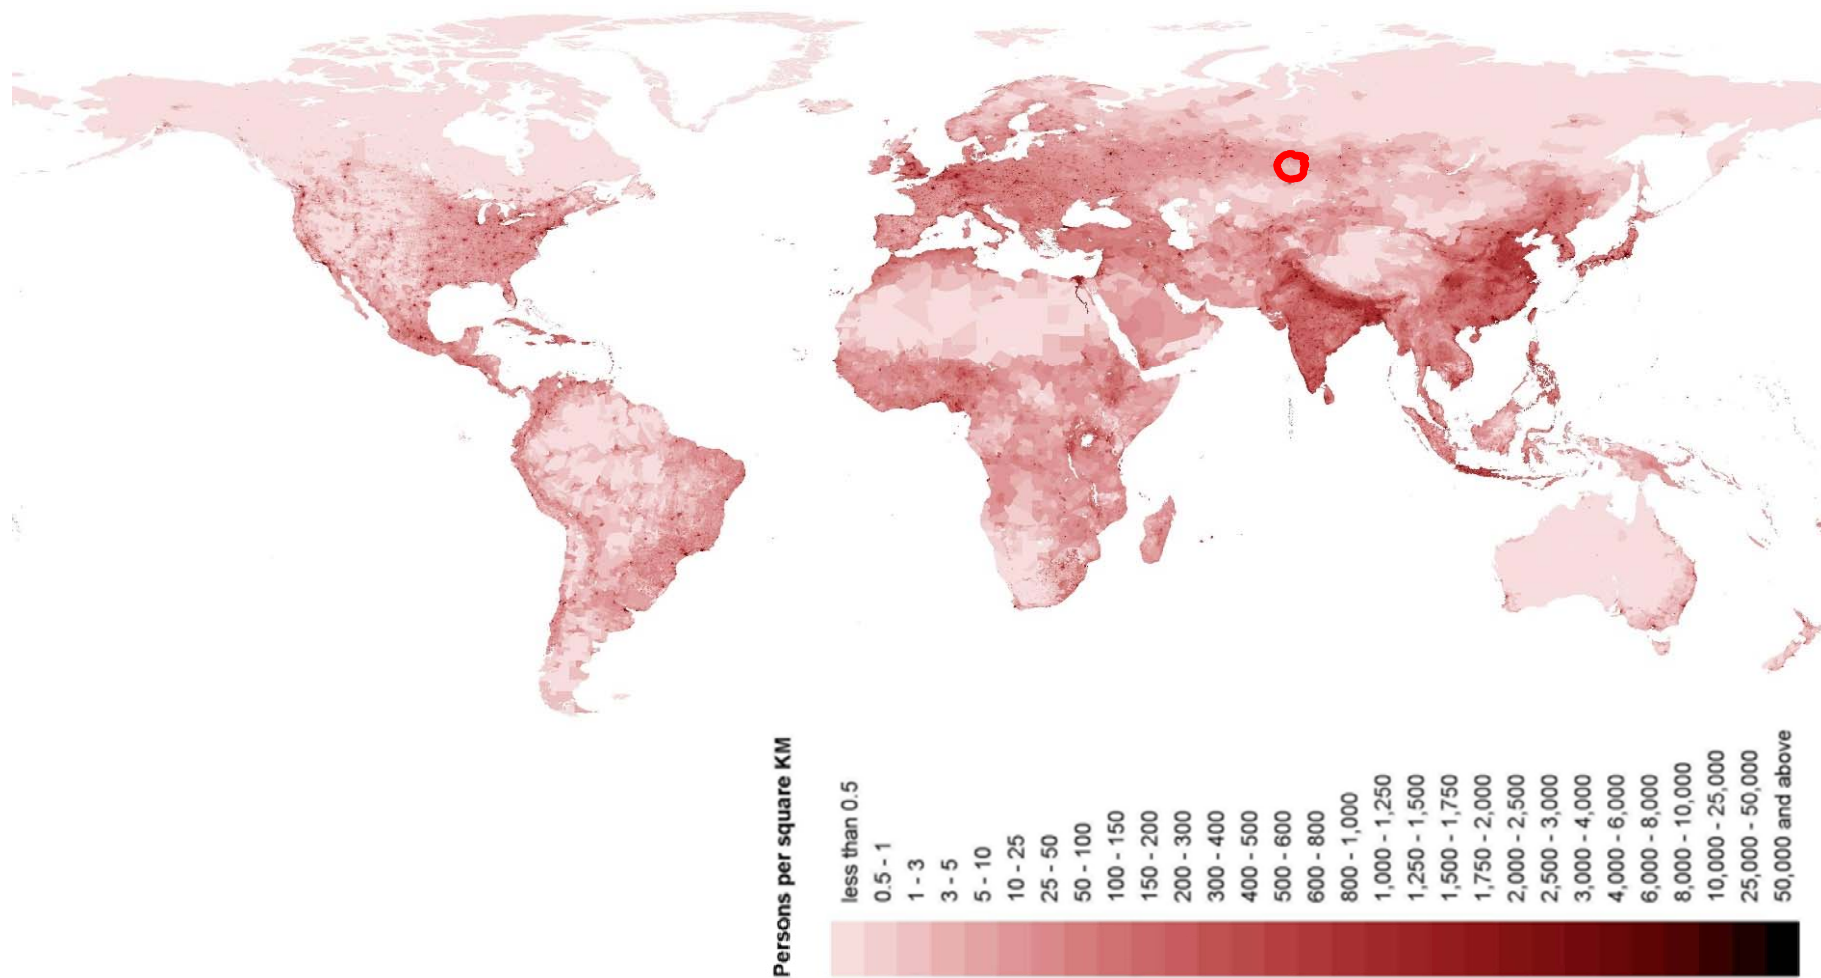 Persons per square KM
less than 0.5
0.5 - 1
1 - 3
3 - 5
5 - 10
10 - 25
25 - 50
50 - 100
100 - 150
150 - 200
200 - 300
300 - 400
400 - 500
500 - 600
600 - 800
800 - 1,000
1,000 - 1,250
1,250 - 1,500
1,500 - 1,750
1,750 - 2,000
2,000 - 2,500
2,500 - 3,000
3,000 - 4,000
4,000 - 6,000
6,000 - 8,000
8,000 - 10,000
10,000 - 25,000
25,000 - 50,000
50,000 and above